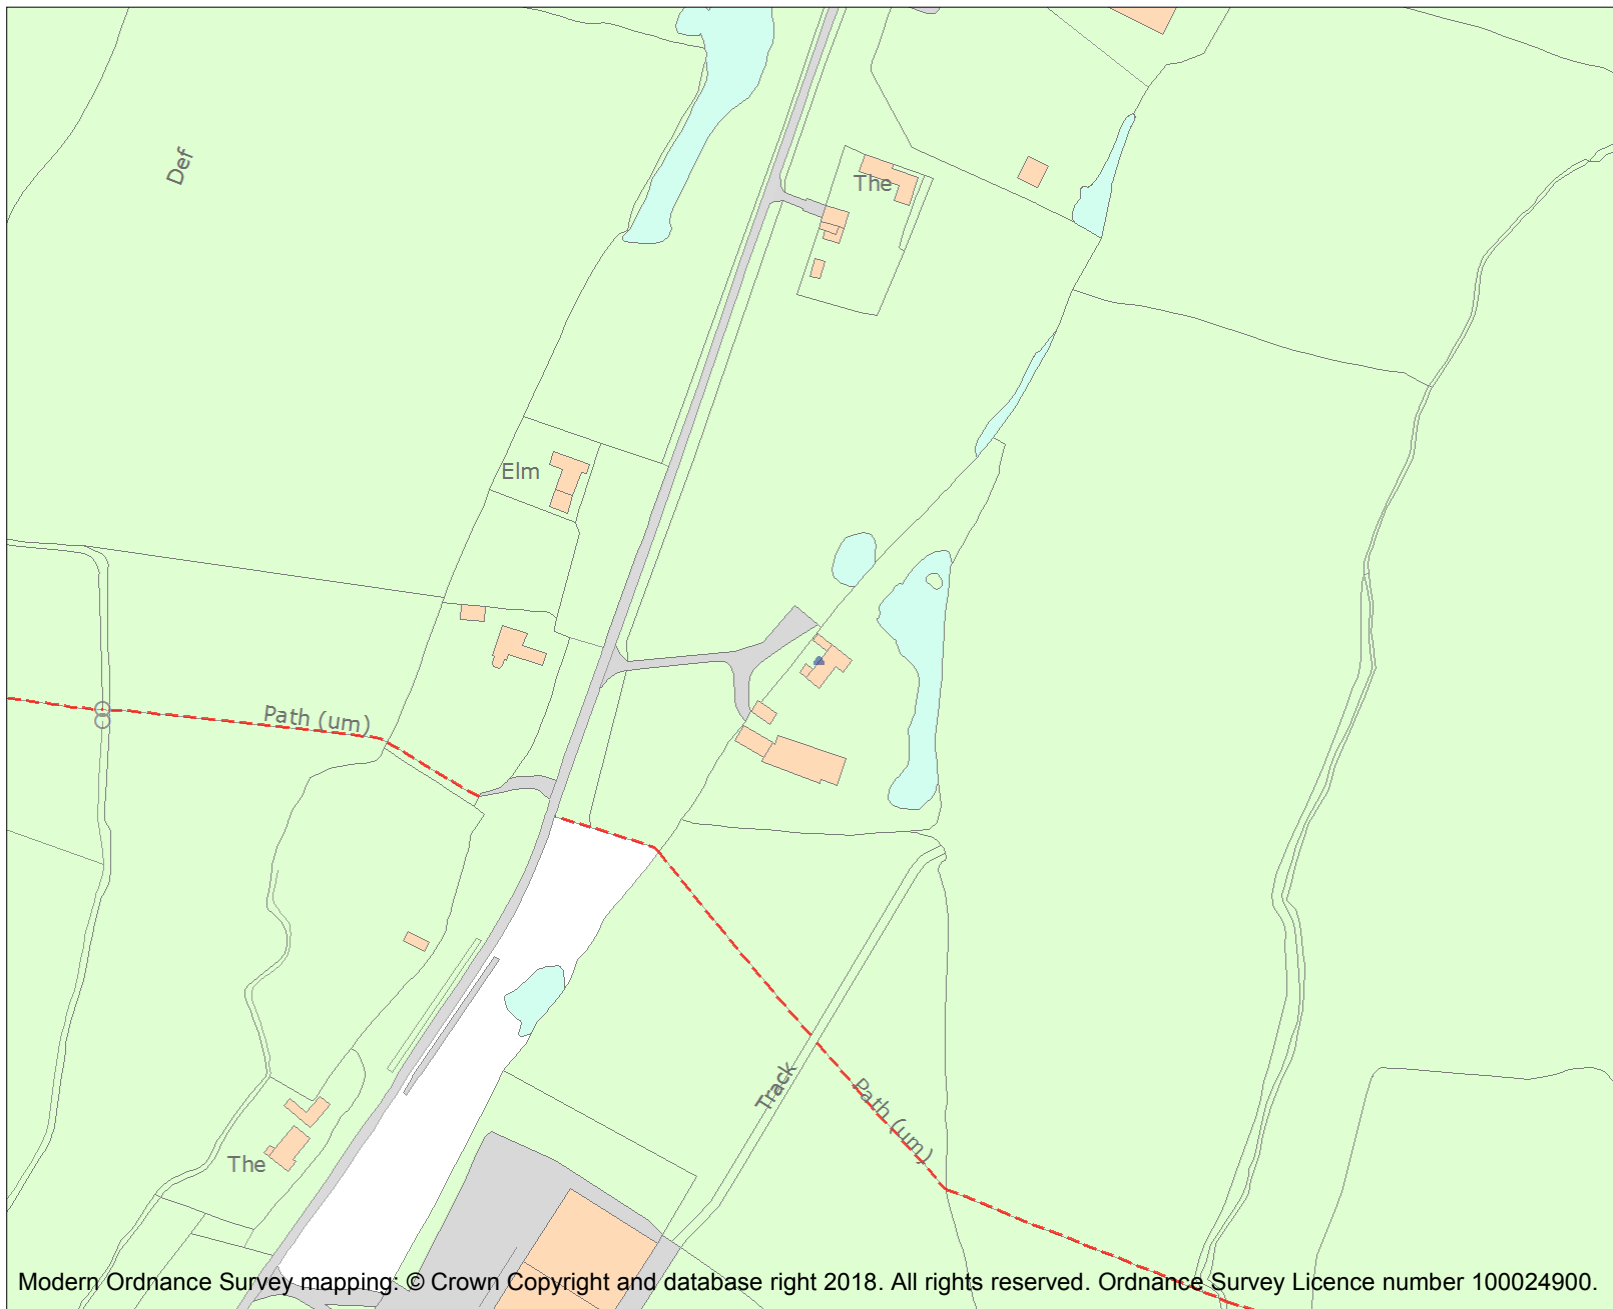 Def
The
Elm
Path (um)
Track
Path (um)
The
Modern Ordnance Survey mapping: © Crown Copyright and database right 2018. All rights reserved. Ordnance Survey Licence number 100024900.